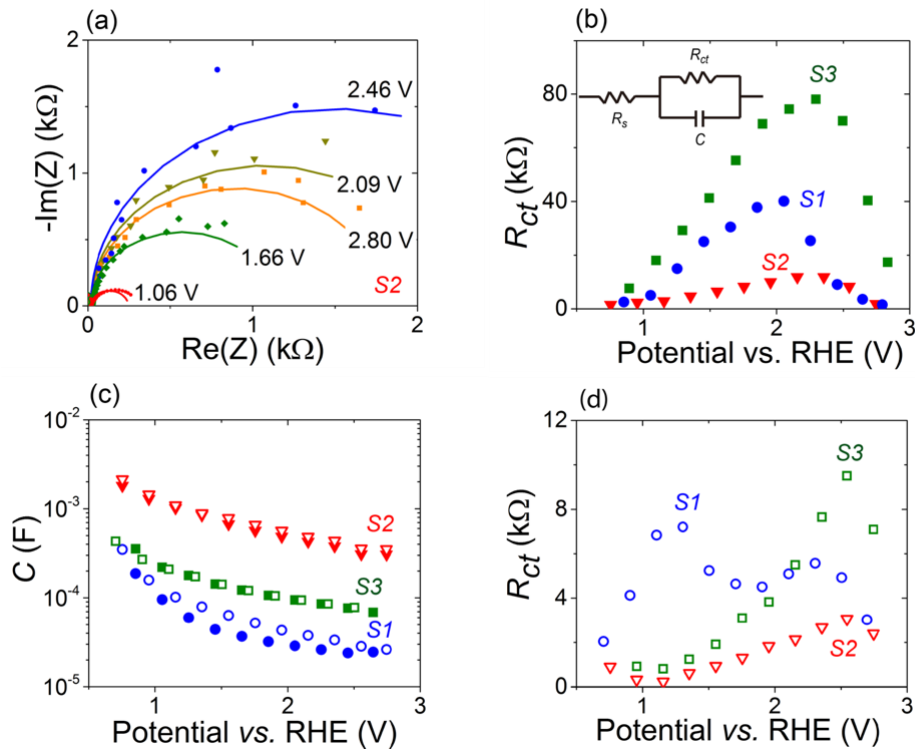 (a)
2
1
0
0
1
2
-Im(Z) (kΩ)
Re(Z) (kΩ)
2.46 V
2.09 V
2.80 V
1.66 V
1.06 V
S2
(b)
80
40
0
1
2
3
R_ct (kΩ)
Potential vs. RHE (V)
R_ct
R_s
C
S3
S1
S2
(c)
10^-2
10^-3
10^-4
10^-5
1
2
3
C (F)
Potential vs. RHE (V)
S2
S3
S1
(d)
12
8
4
0
1
2
3
R_ct (kΩ)
Potential vs. RHE (V)
S3
S1
S2